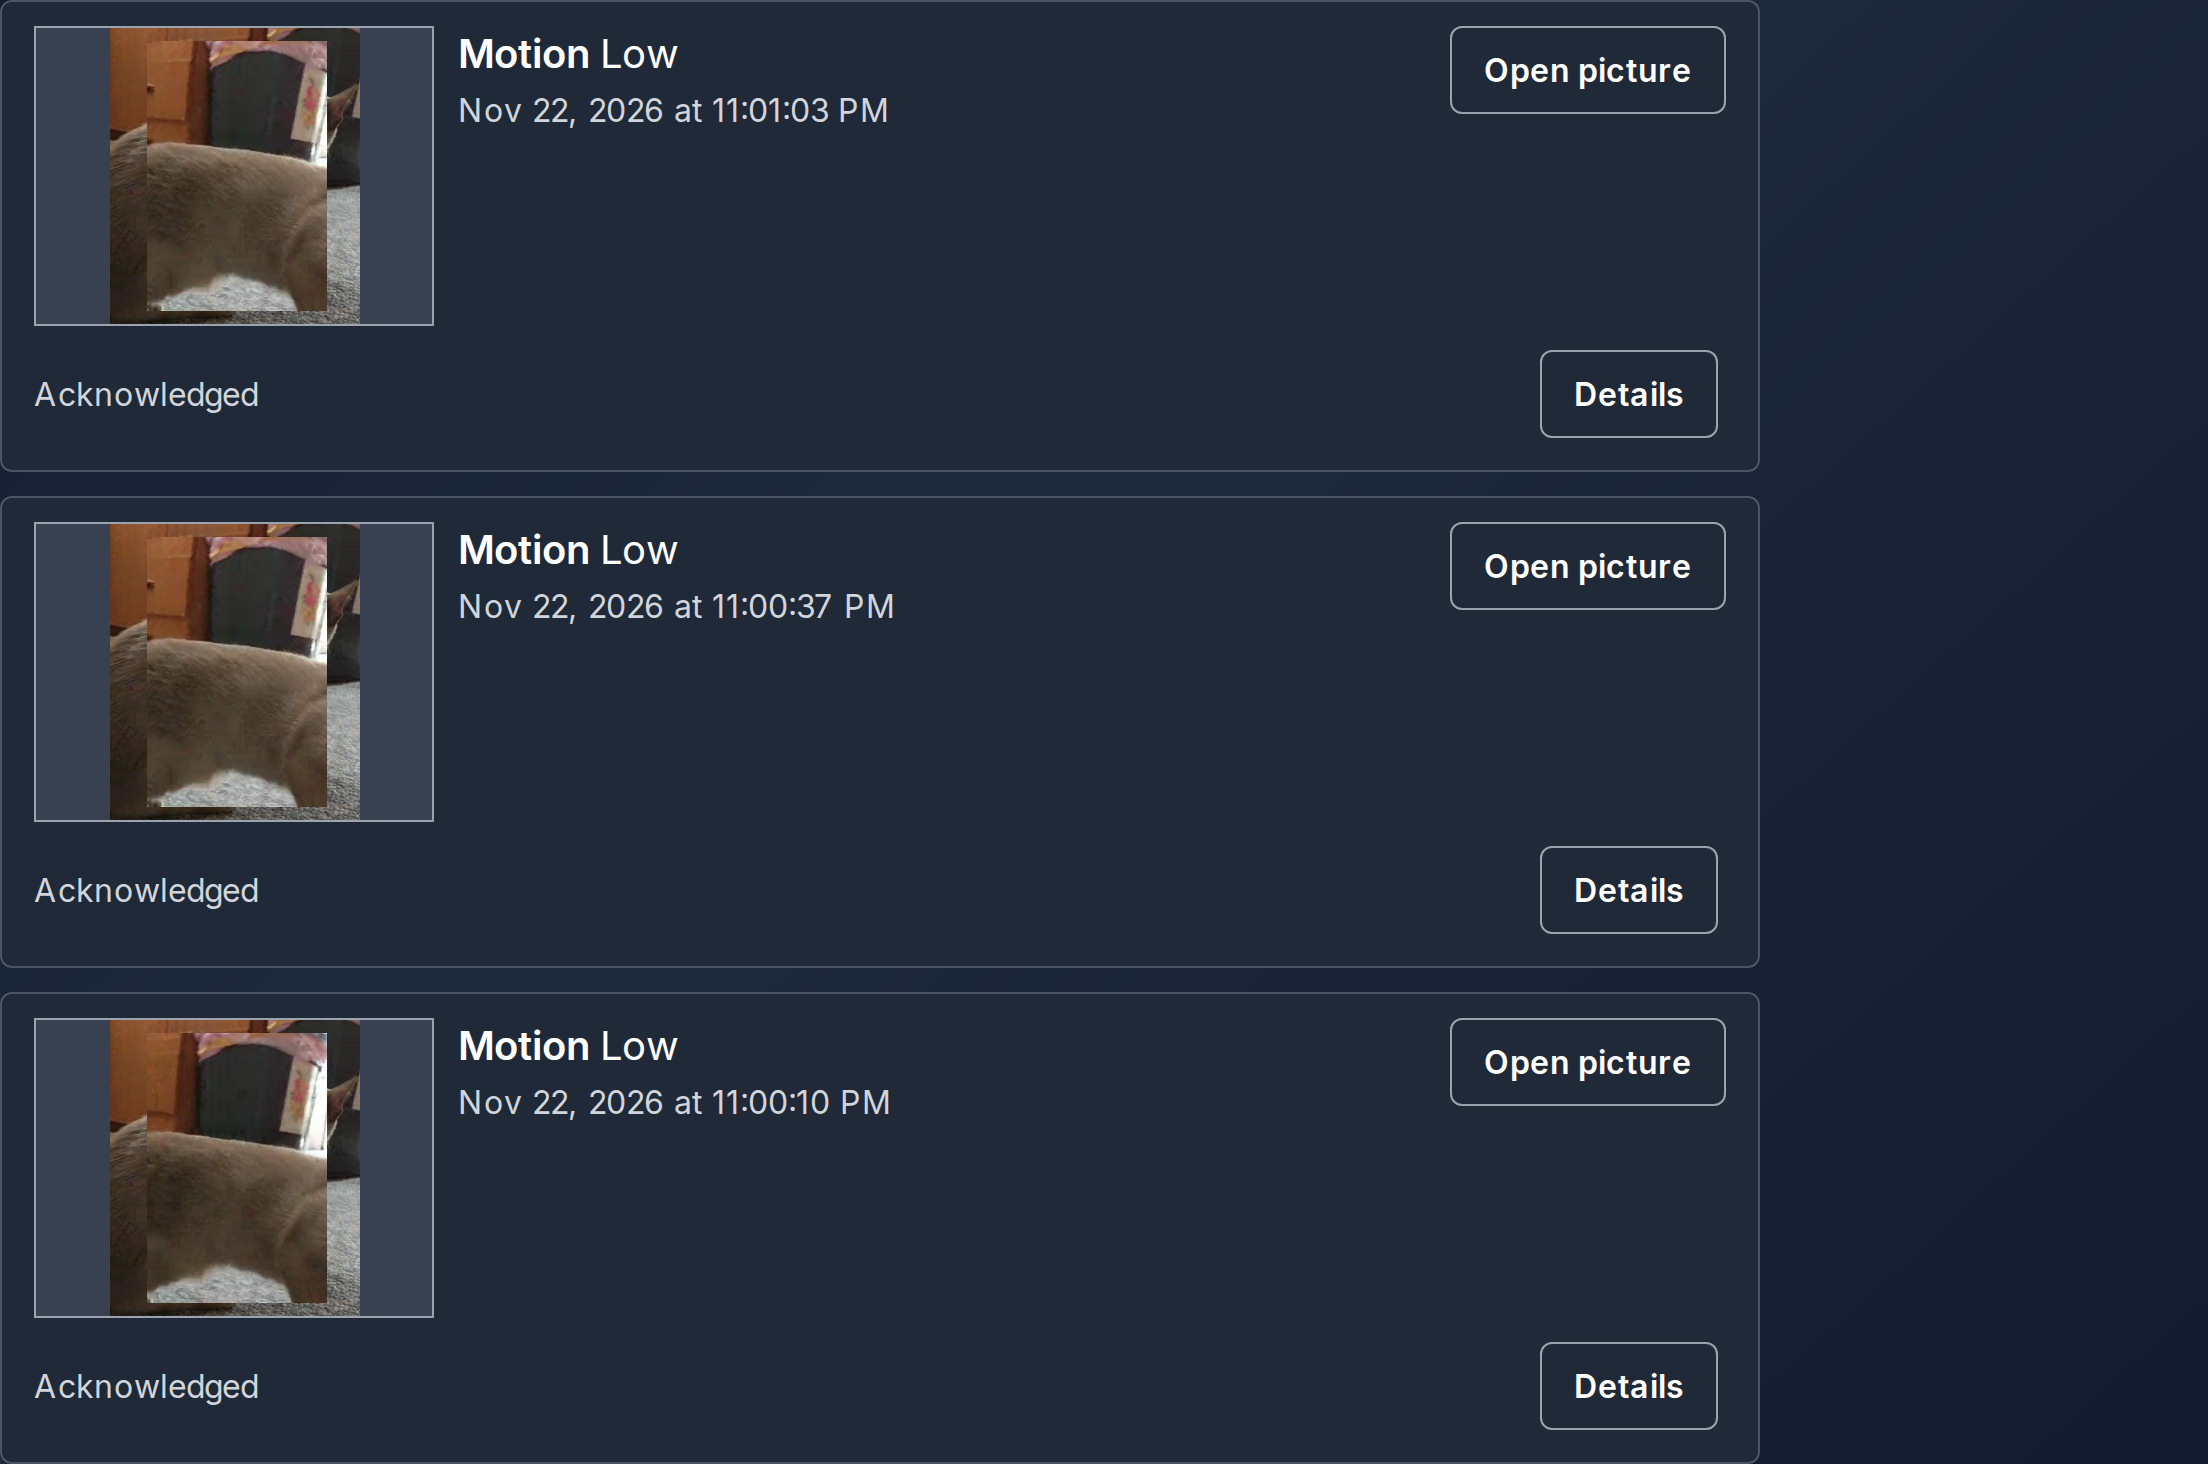 Motion Low
Open picture
Nov 22, 2026 at 11:01:03 PM
Acknowledged
Details
Motion Low
Open picture
Nov 22, 2026 at 11:00:37 PM
Acknowledged
Details
Motion Low
Open picture
Nov 22, 2026 at 11:00:10 PM
Acknowledged
Details